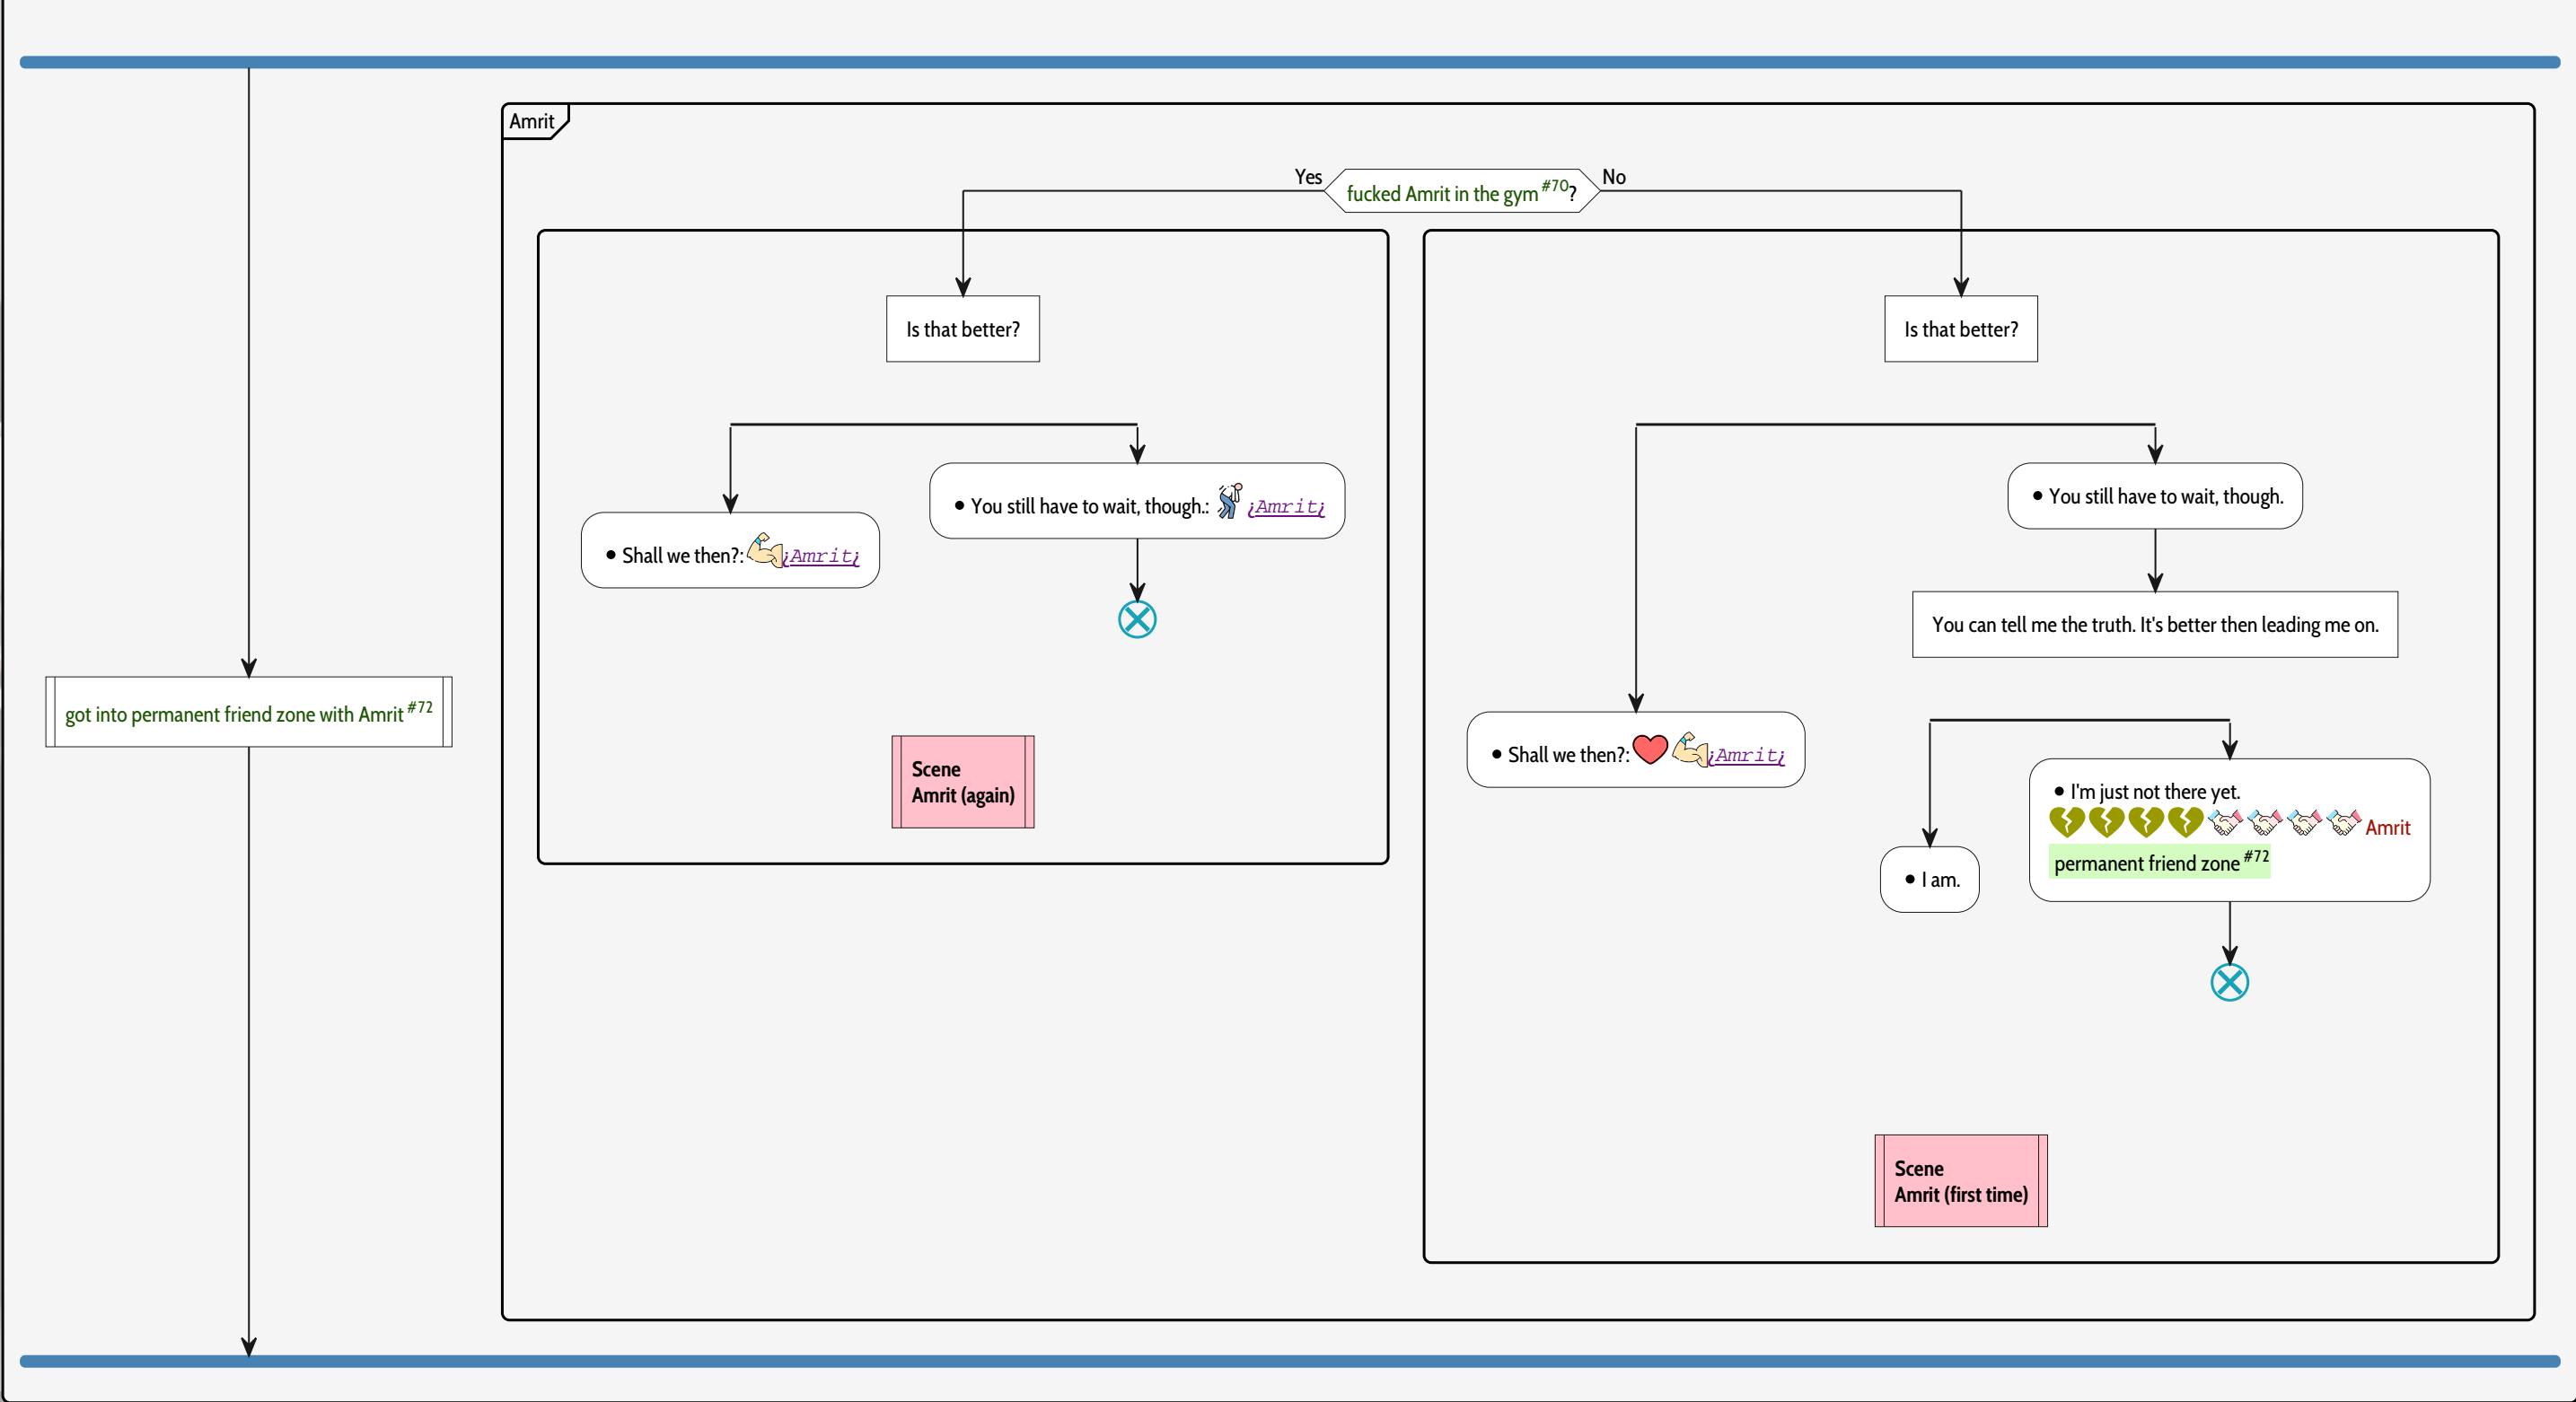 Amrit
Yes
fucked Amrit in the gym #70?
No
Is that better?
Is that better?
• Shall we then?: ¿Amrit¿
• You still have to wait, though.: ¿Amrit¿
• You still have to wait, though.
You can tell me the truth. It's better then leading me on.
got into permanent friend zone with Amrit #72
Scene
Amrit (again)
• Shall we then?: ¿Amrit¿
• I am.
• I'm just not there yet.
Amrit
permanent friend zone #72
Scene
Amrit (first time)